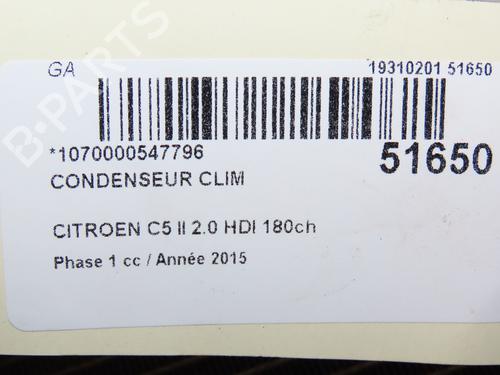 GA
19310201 51650
*1070000547796
51650
CONDENSEUR CLIM
CITROEN C5 II 2.0 HDI 180ch
Phase 1 cc / Année 2015
B-PARTS